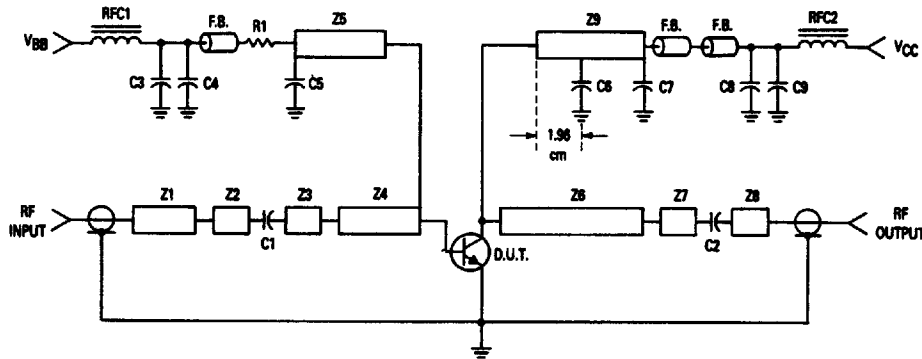 RFC1
F.B.
R1
Z5
Z9
F.B.
F.B.
RFC2
VBB
VCC
C3
C4
C5
C6
C7
C8
C9
1.96
cm
Z1
Z2
Z3
Z4
Z6
Z7
Z8
RF
INPUT
C1
D.U.T.
C2
RF
OUTPUT